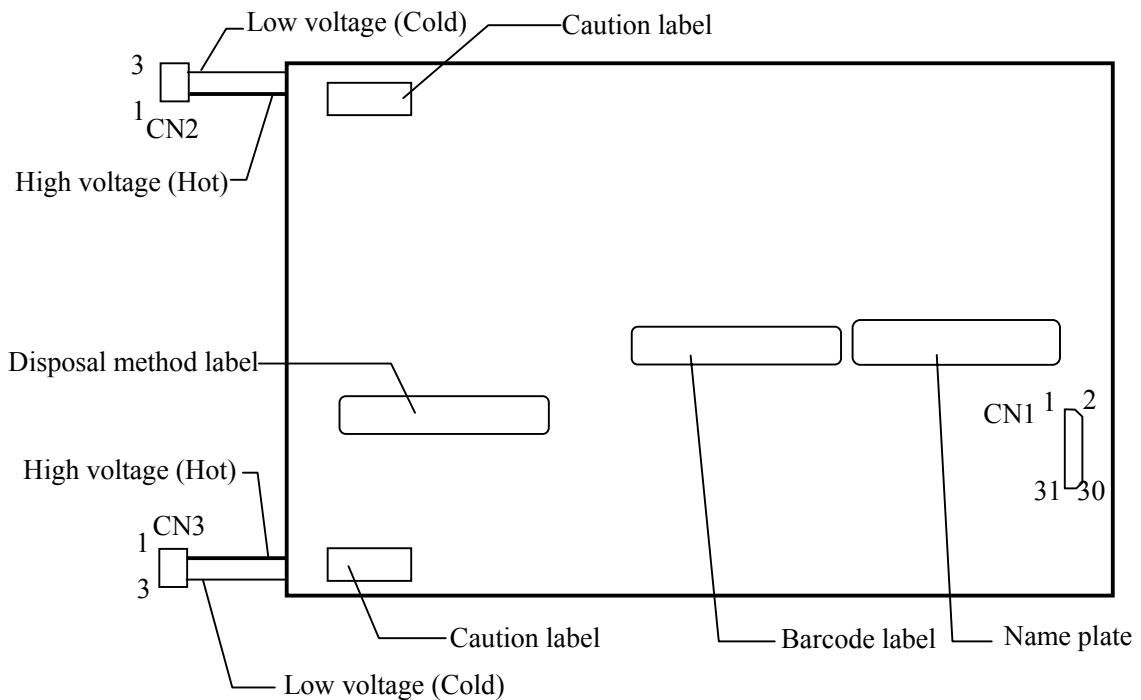 Low voltage (Cold)
Caution label
3
1
CN2
High voltage (Hot)
Disposal method label
CN1
1
2
31
30
High voltage (Hot)
CN3
1
3
Caution label
Barcode label
Name plate
Low voltage (Cold)